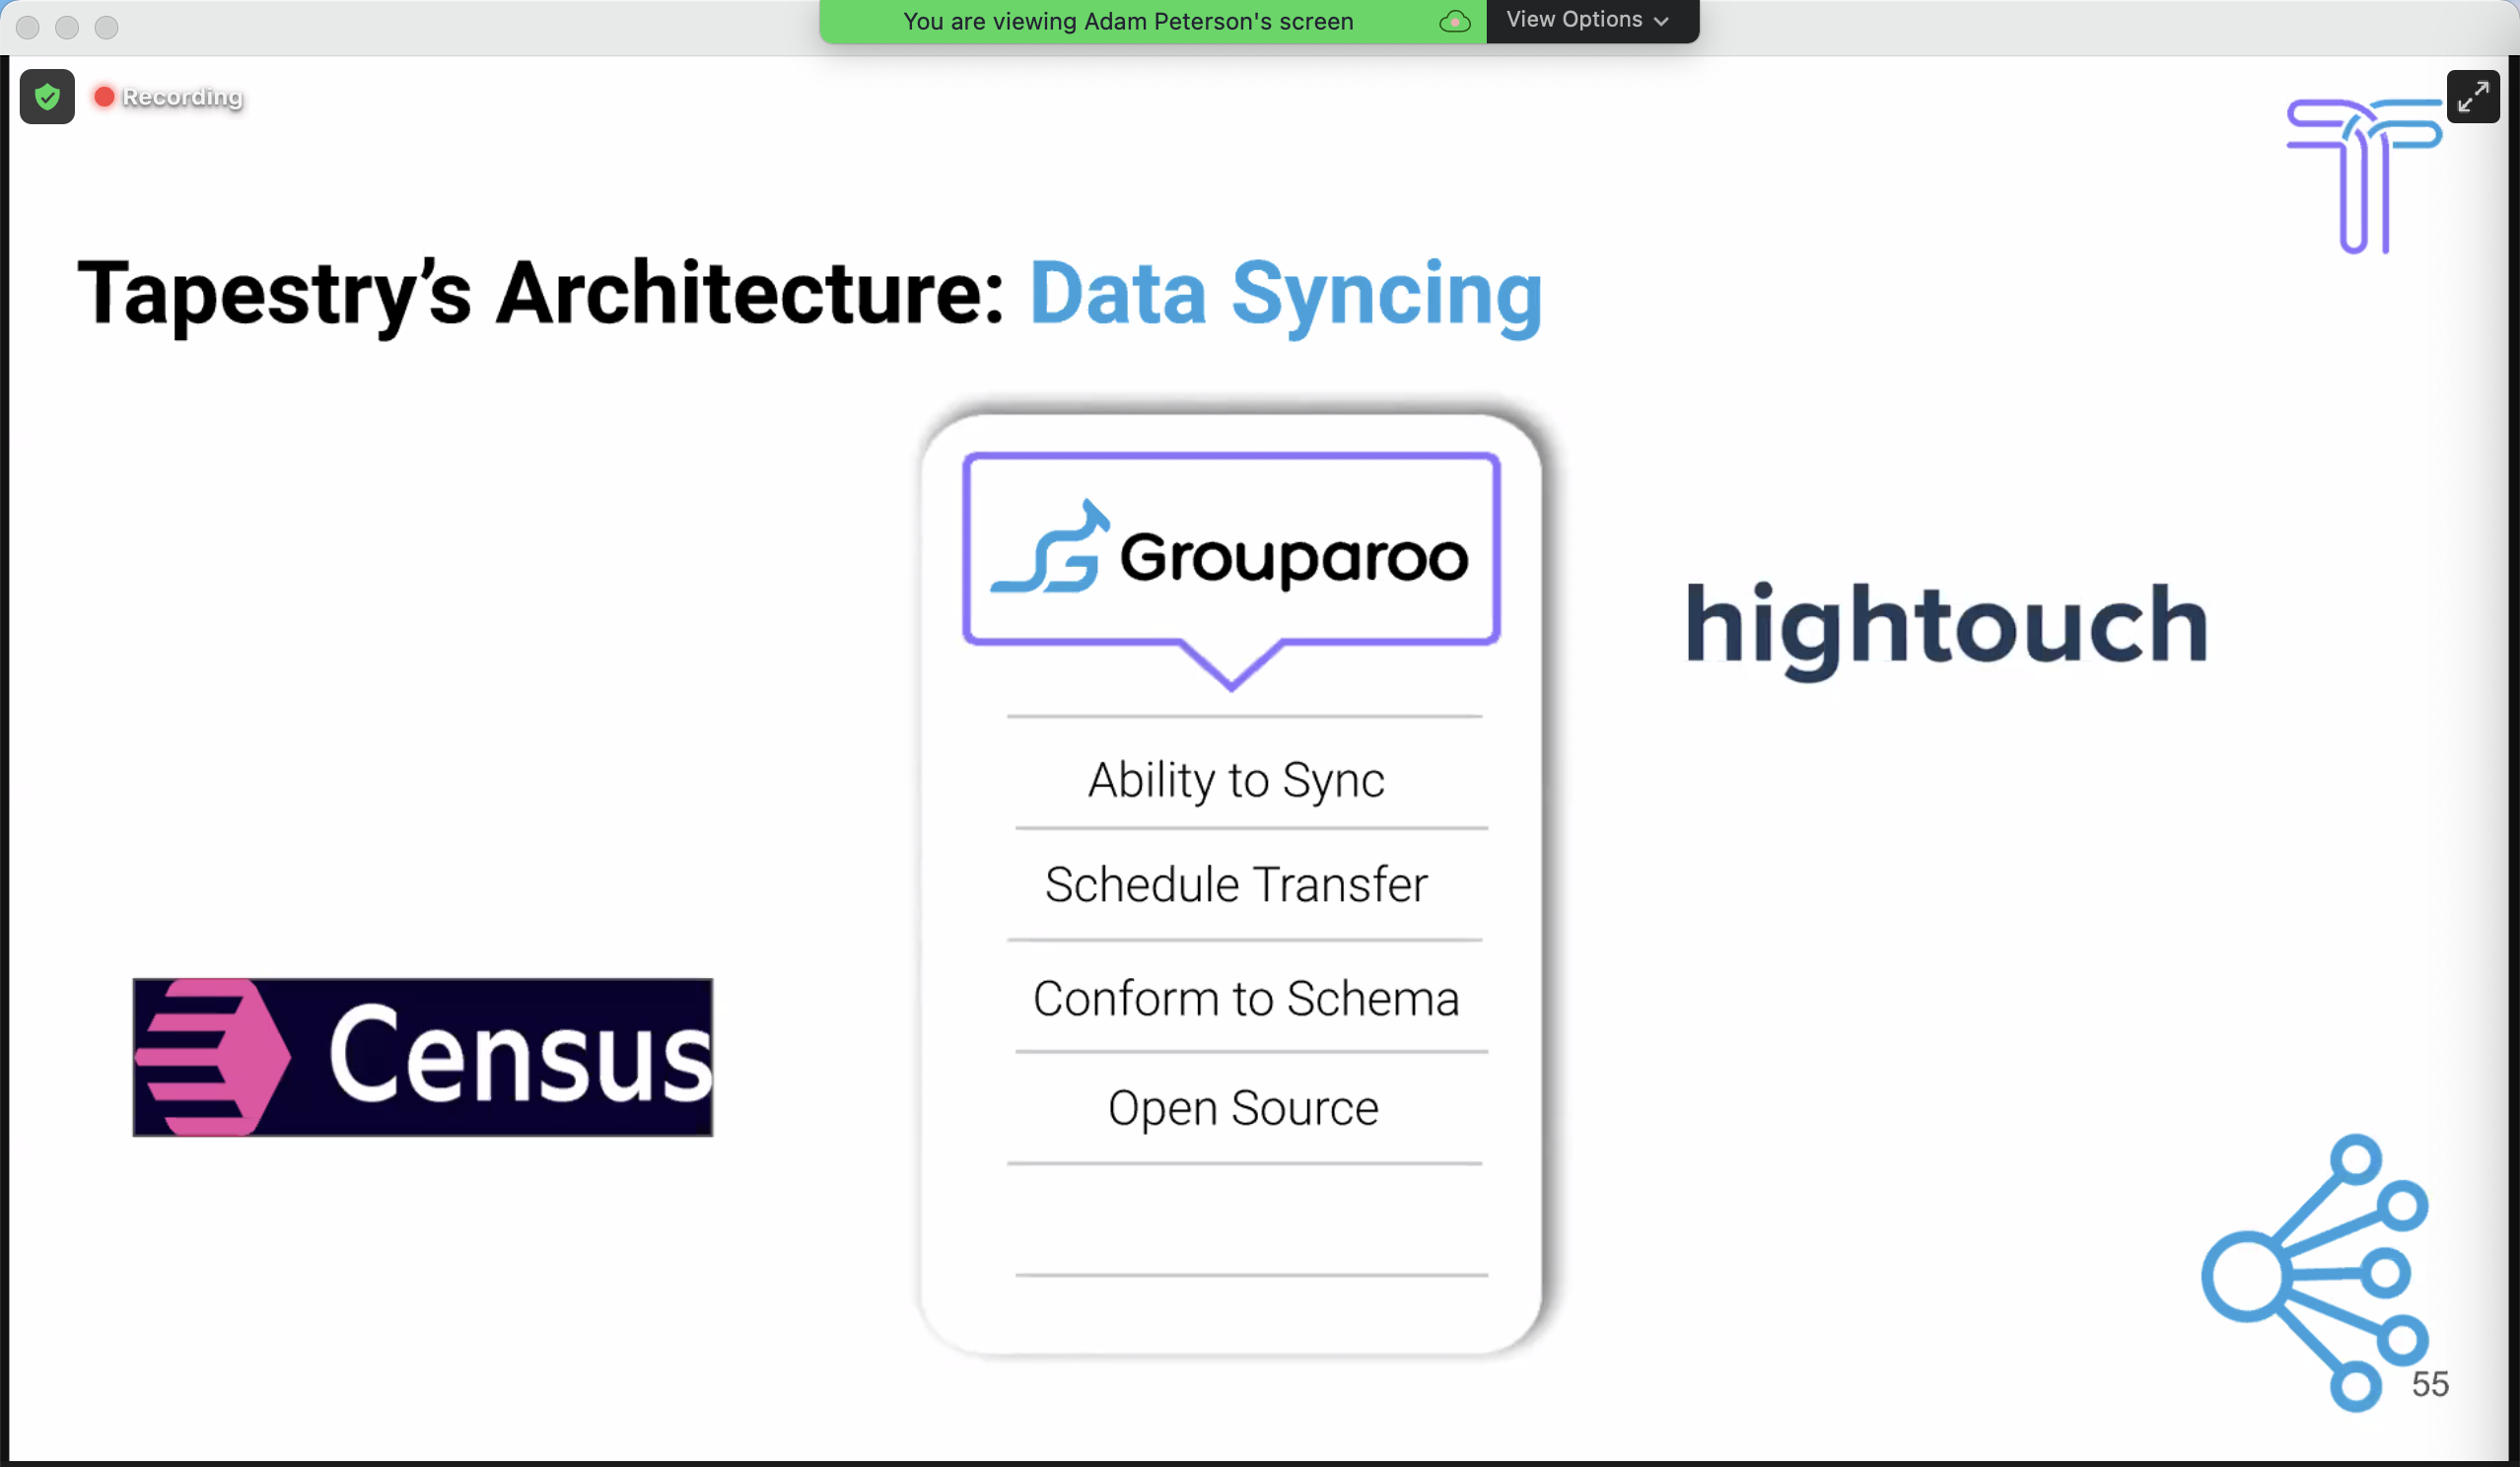 You are viewing Adam Peterson's screen
View Options
Recording
Tapestry’s Architecture: Data Syncing
Grouparoo
hightouch
Ability to Sync
Schedule Transfer
Conform to Schema
Census
Open Source
55